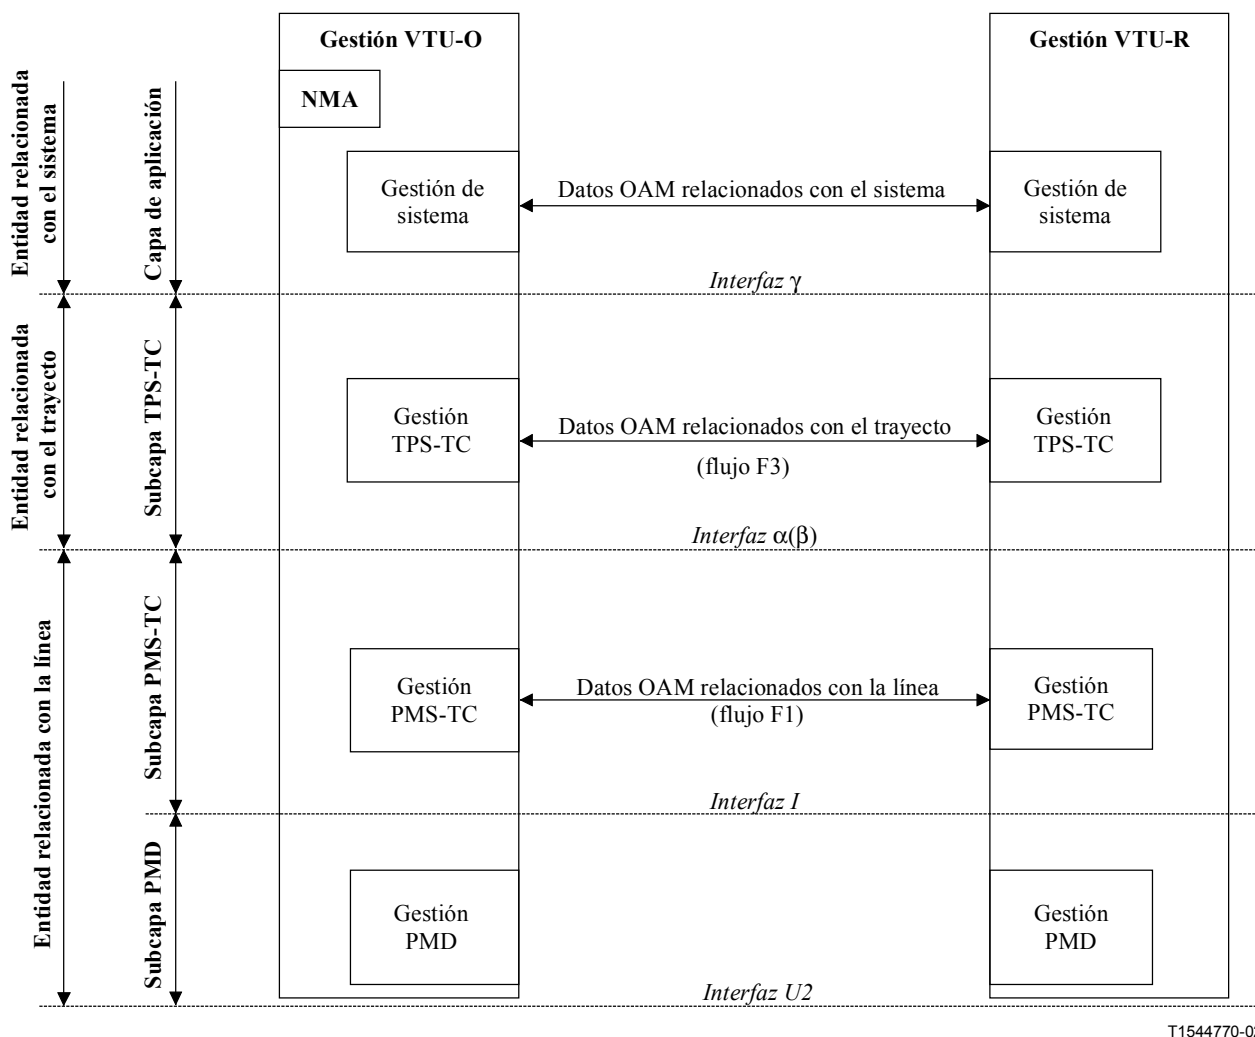 Gestión VTU-O
Gestión VTU-R
NMA
Entidad relacionada
con el sistema
Capa de aplicación
Gestión de
sistema
Datos OAM relacionados con el sistema
Gestión de
sistema
Interfaz γ
Entidad relacionada
con el trayecto
Subcapa TPS-TC
Gestión
TPS-TC
Datos OAM relacionados con el trayecto
(flujo F3)
Gestión
TPS-TC
Interfaz α(β)
Entidad relacionada con la línea
Subcapa PMS-TC
Gestión
PMS-TC
Datos OAM relacionados con la línea
(flujo F1)
Gestión
PMS-TC
Interfaz I
Subcapa PMD
Gestión
PMD
Gestión
PMD
Interfaz U2